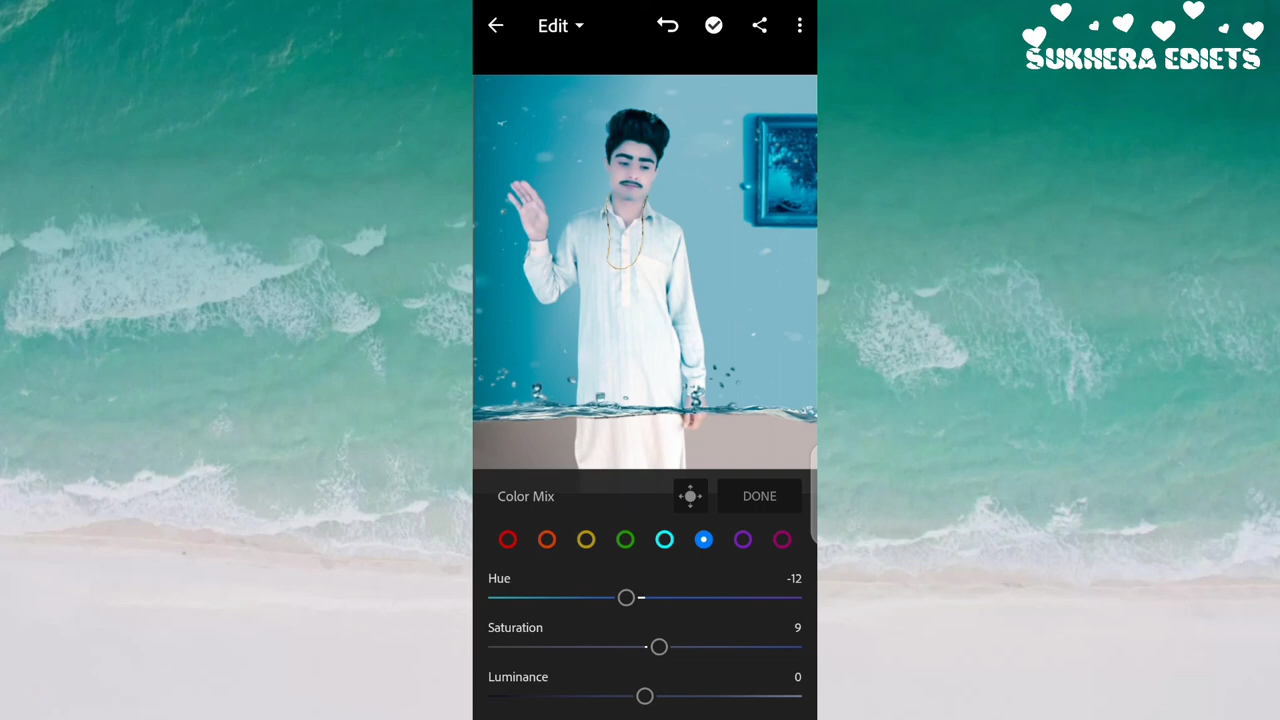 Edit
SUKHERA EDIETS
Color Mix
DONE
Hue
-12
Saturation
9
Luminance
0